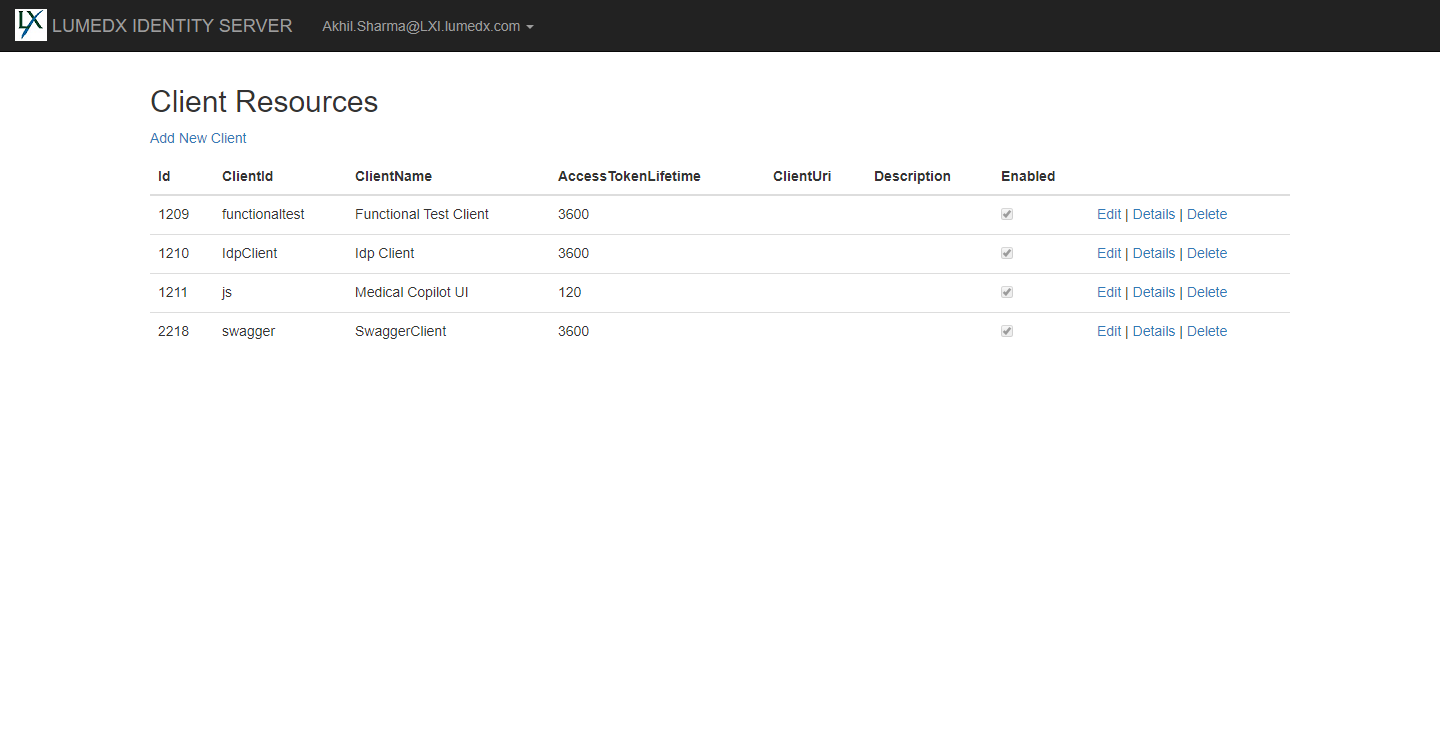 LX LUMEDX IDENTITY SERVER Akhil.Sharma@LXI.lumedx.com
Client Resources
Add New Client
Id ClientId ClientName AccessTokenLifetime ClientUri Description Enabled
1209 functionaltest Functional Test Client 3600 Edit | Details | Delete
1210 IdpClient Idp Client 3600 Edit | Details | Delete
1211 js Medical Copilot UI 120 Edit | Details | Delete
2218 swagger SwaggerClient 3600 Edit | Details | Delete